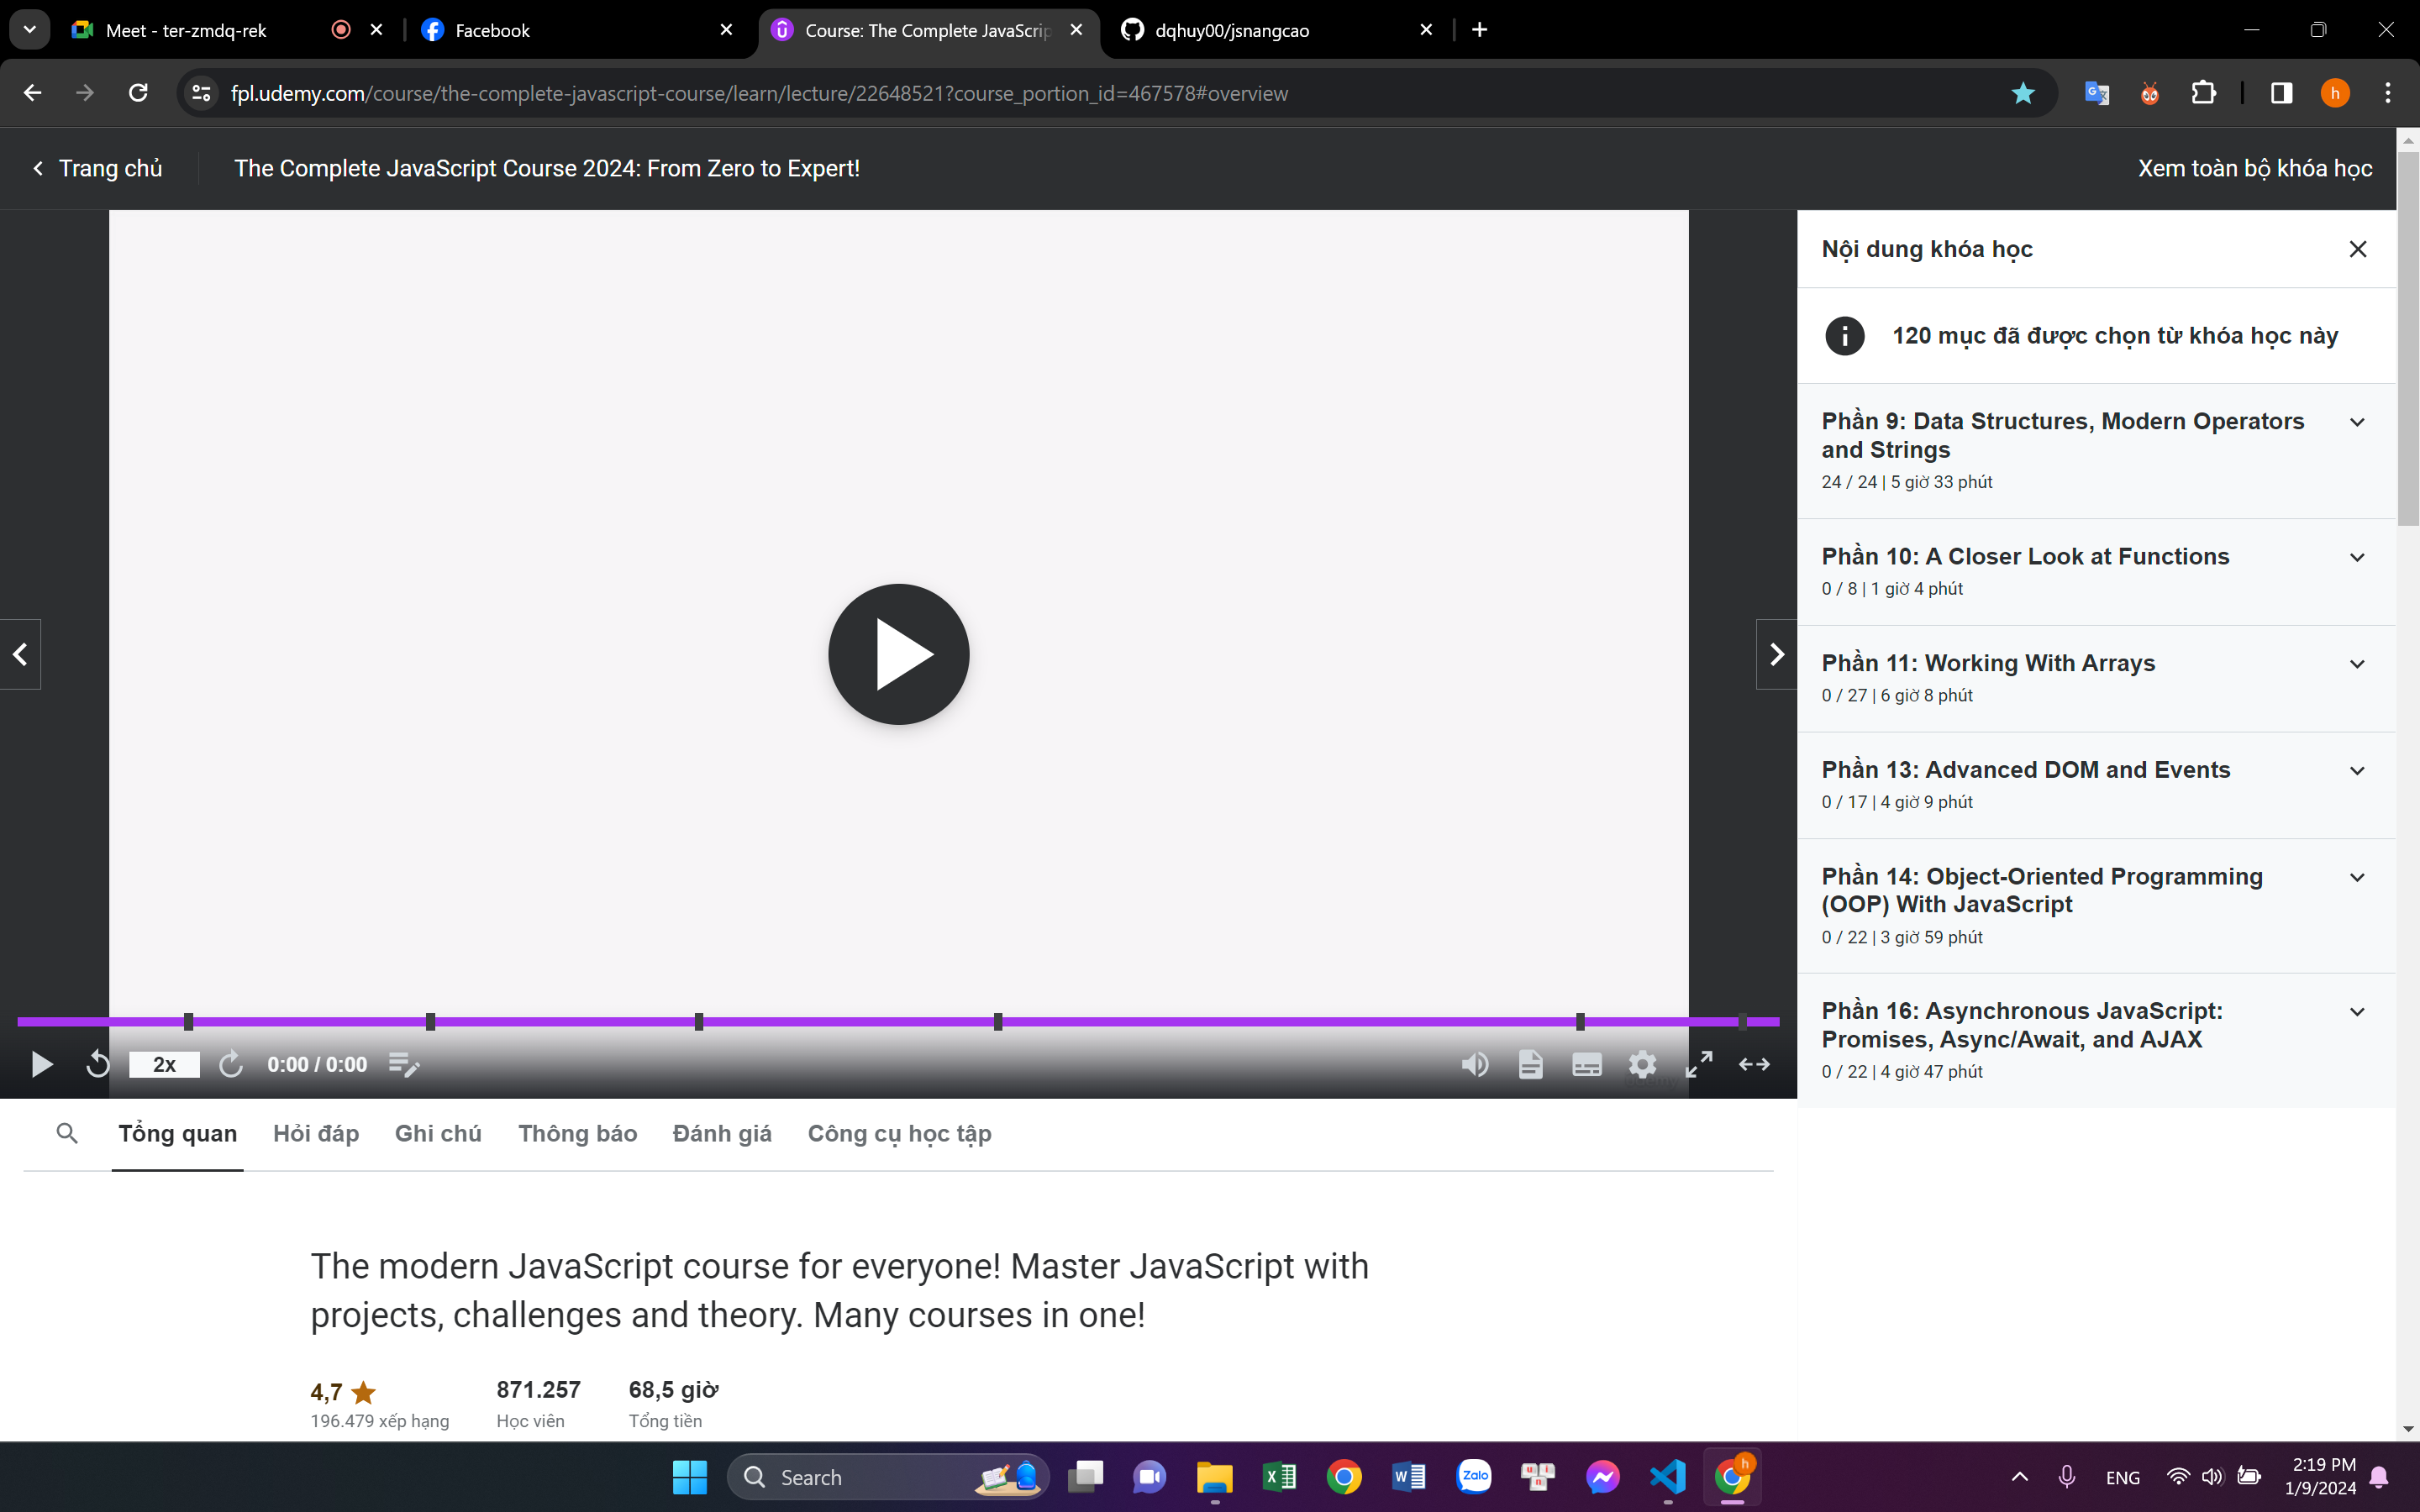 Meet - ter-zmdq-rek
Facebook
Course: The Complete JavaScrip
dqhuy00/jsnangcao
fpl.udemy.com/course/the-complete-javascript-course/learn/lecture/22648521?course_portion_id=467578#overview
h
Trang chủ
The Complete JavaScript Course 2024: From Zero to Expert!
Xem toàn bộ khóa học
Nội dung khóa học
120 mục đã được chọn từ khóa học này
Phần 9: Data Structures, Modern Operators
and Strings
24 / 24 | 5 giờ 33 phút
Phần 10: A Closer Look at Functions
0 / 8 | 1 giờ 4 phút
Phần 11: Working With Arrays
0 / 27 | 6 giờ 8 phút
Phần 13: Advanced DOM and Events
0 / 17 | 4 giờ 9 phút
Phần 14: Object-Oriented Programming
(OOP) With JavaScript
0 / 22 | 3 giờ 59 phút
Phần 16: Asynchronous JavaScript:
Promises, Async/Await, and AJAX
0 / 22 | 4 giờ 47 phút
2x
0:00 / 0:00
Tổng quan
Hỏi đáp
Ghi chú
Thông báo
Đánh giá
Công cụ học tập
The modern JavaScript course for everyone! Master JavaScript with
projects, challenges and theory. Many courses in one!
4,7
196.479 xếp hạng
871.257
Học viên
68,5 giờ
Tổng tiền
Search
Zalo
h
ENG
2:19 PM
1/9/2024